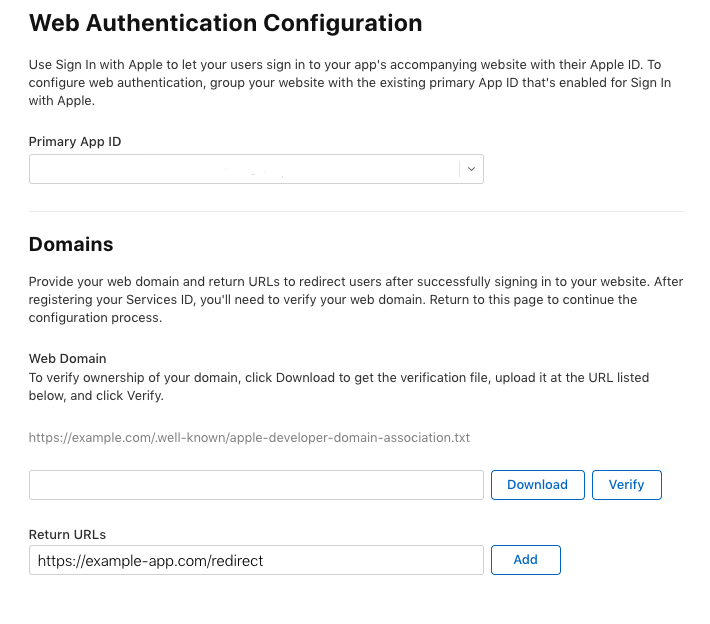 Web Authentication Configuration
Use Sign In with Apple to let your users sign in to your app's accompanying website with their Apple ID. To
configure web authentication, group your website with the existing primary App ID that's enabled for Sign In
with Apple.
Primary App ID
Domains
Provide your web domain and return URLs to redirect users after successfully signing in to your website. After
registering your Services ID, you'll need to verify your web domain. Return to this page to continue the
configuration process.
Web Domain
To verify ownership of your domain, click Download to get the verification file, upload it at the URL listed
below, and click Verify.
https://example.com/.well-known/apple-developer-domain-association.txt
Download Verify
Return URLs
https://example-app.com/redirect Add